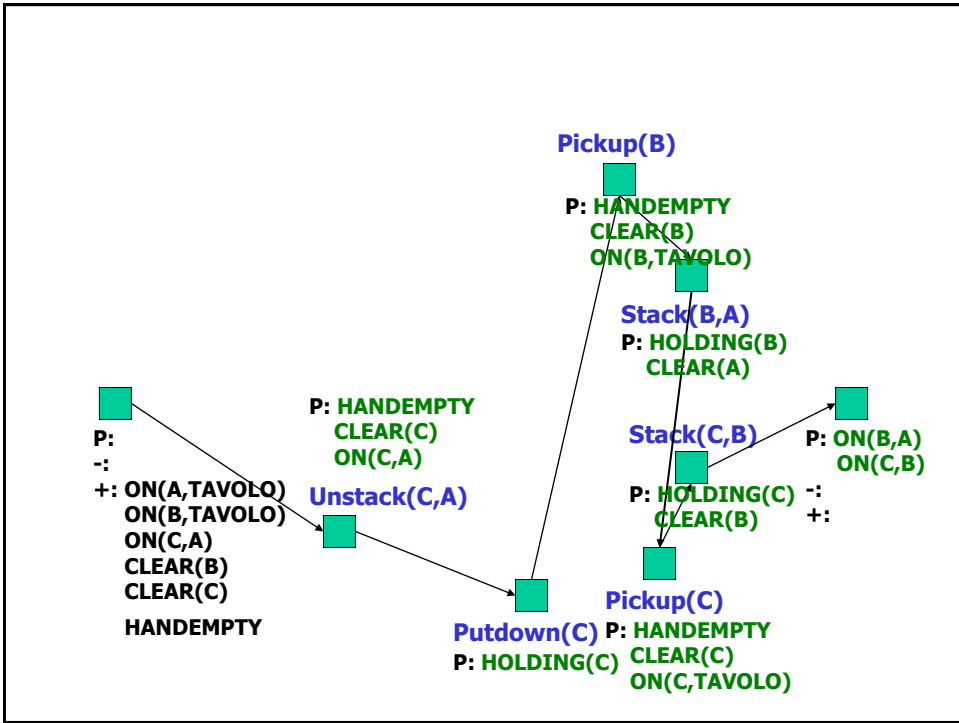 Pickup(B)
P: HANDEMPTY
CLEAR(B)
ON(B,TAVOLO)
Stack(B,A)
P: HOLDING(B)
CLEAR(A)
P: HANDEMPTY
CLEAR(C)
ON(C,A)
Unstack(C,A)
P:
-:
+: ON(A,TAVOLO)
ON(B,TAVOLO)
ON(C,A)
CLEAR(B)
CLEAR(C)
HANDEMPTY
Stack(C,B)
P: HOLDING(C)
CLEAR(B)
P: ON(B,A)
ON(C,B)
-:
+:
Putdown(C)
P: HOLDING(C)
Pickup(C)
P: HANDEMPTY
CLEAR(C)
ON(C,TAVOLO)